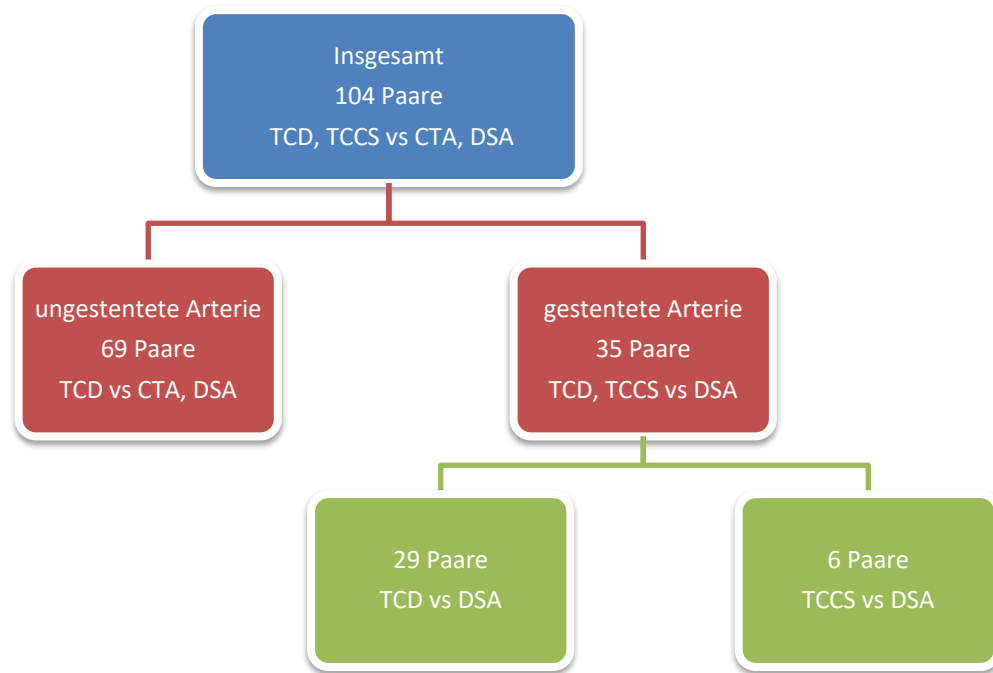 Insgesamt
104 Paare
TCD, TCCS vs CTA, DSA
ungestentete Arterie
69 Paare
TCD vs CTA, DSA
gestentete Arterie
35 Paare
TCD, TCCS vs DSA
29 Paare
TCD vs DSA
6 Paare
TCCS vs DSA